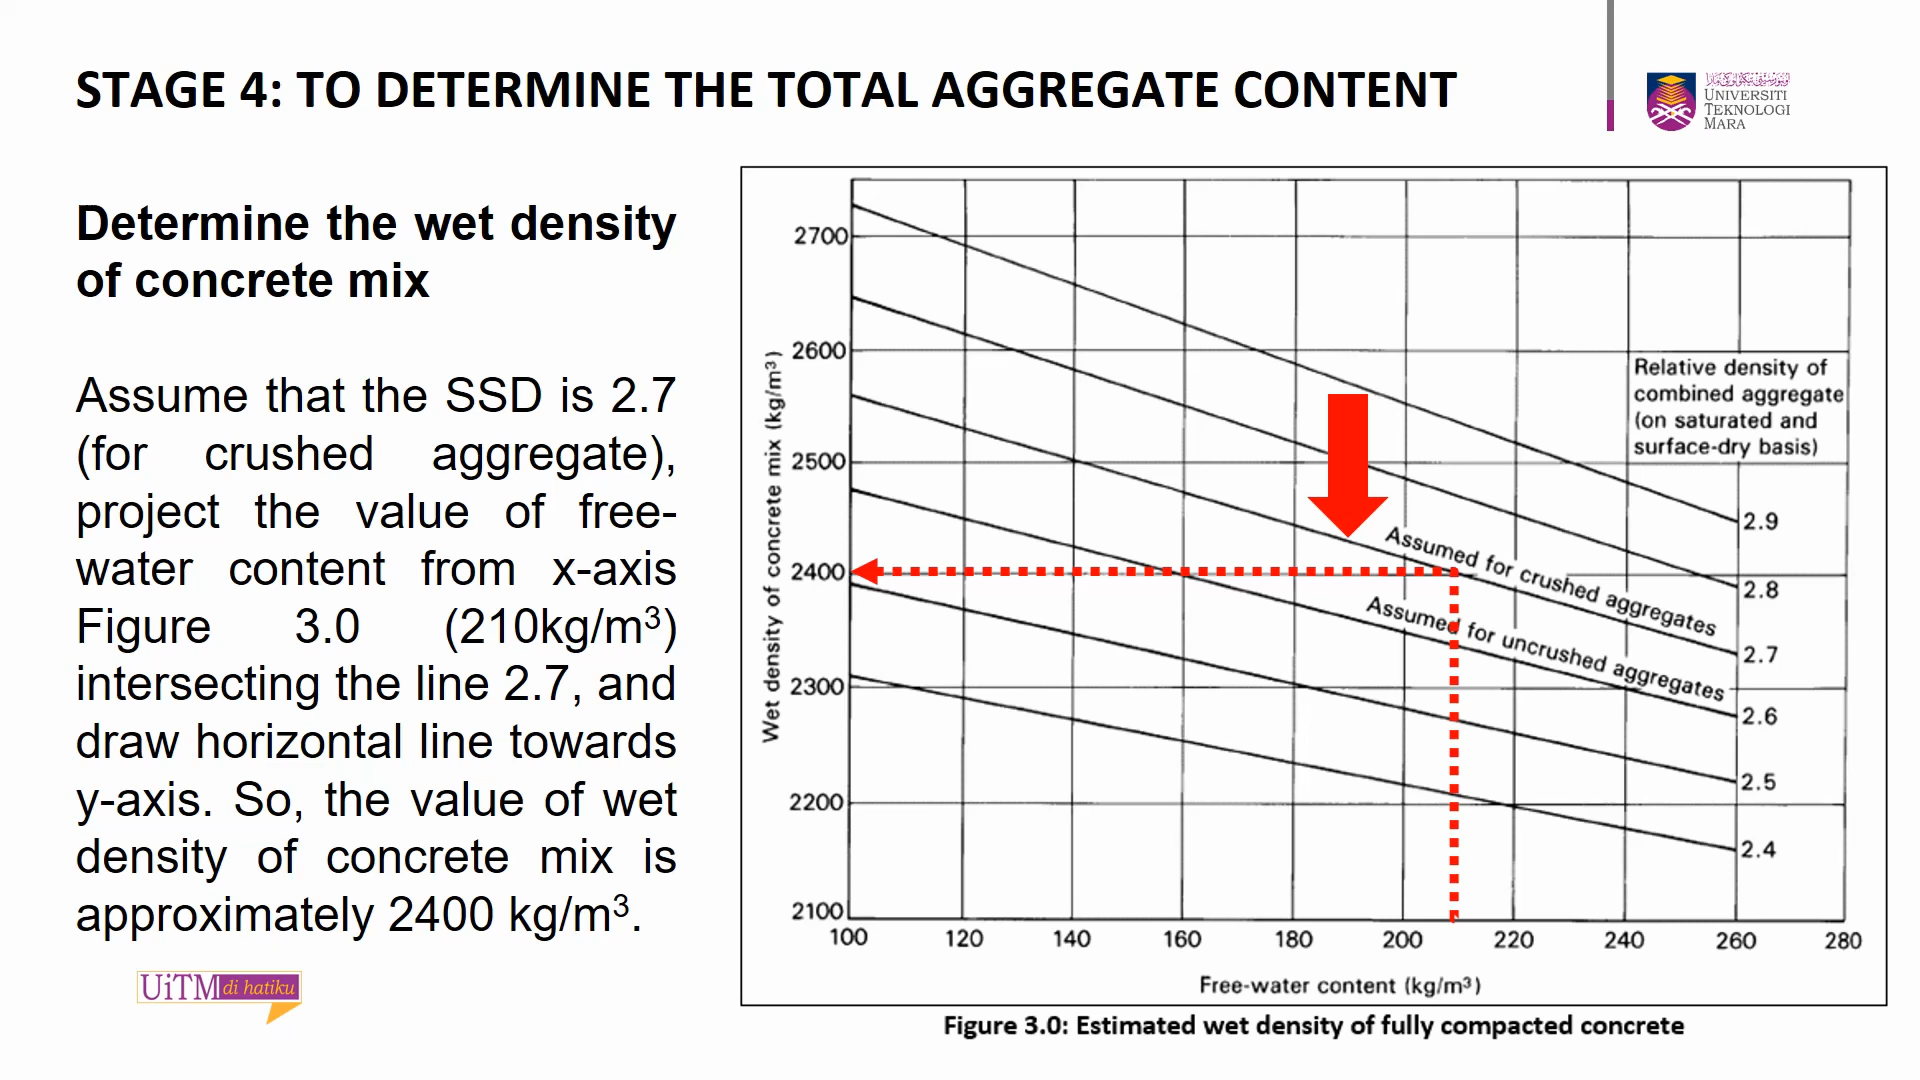 STAGE 4: TO DETERMINE THE TOTAL AGGREGATE CONTENT
UNIVERSITI
TEKNOLOGI
MARA
Determine the wet density
of concrete mix
Assume that the SSD is 2.7
(for crushed aggregate),
project the value of free-
water content from x-axis
Figure 3.0 (210kg/m³)
intersecting the line 2.7, and
draw horizontal line towards
y-axis. So, the value of wet
density of concrete mix is
approximately 2400 kg/m³.
UiTM di hatiku
Wet density of concrete mix (kg/m³)
2700
2600
2500
2400
2300
2200
2100
Relative density of
combined aggregate
(on saturated and
surface-dry basis)
Assumed for crushed aggregates
Assumed for uncrushed aggregates
2.9
2.8
2.7
2.6
2.5
2.4
100 120 140 160 180 200 220 240 260 280
Free-water content (kg/m³)
Figure 3.0: Estimated wet density of fully compacted concrete